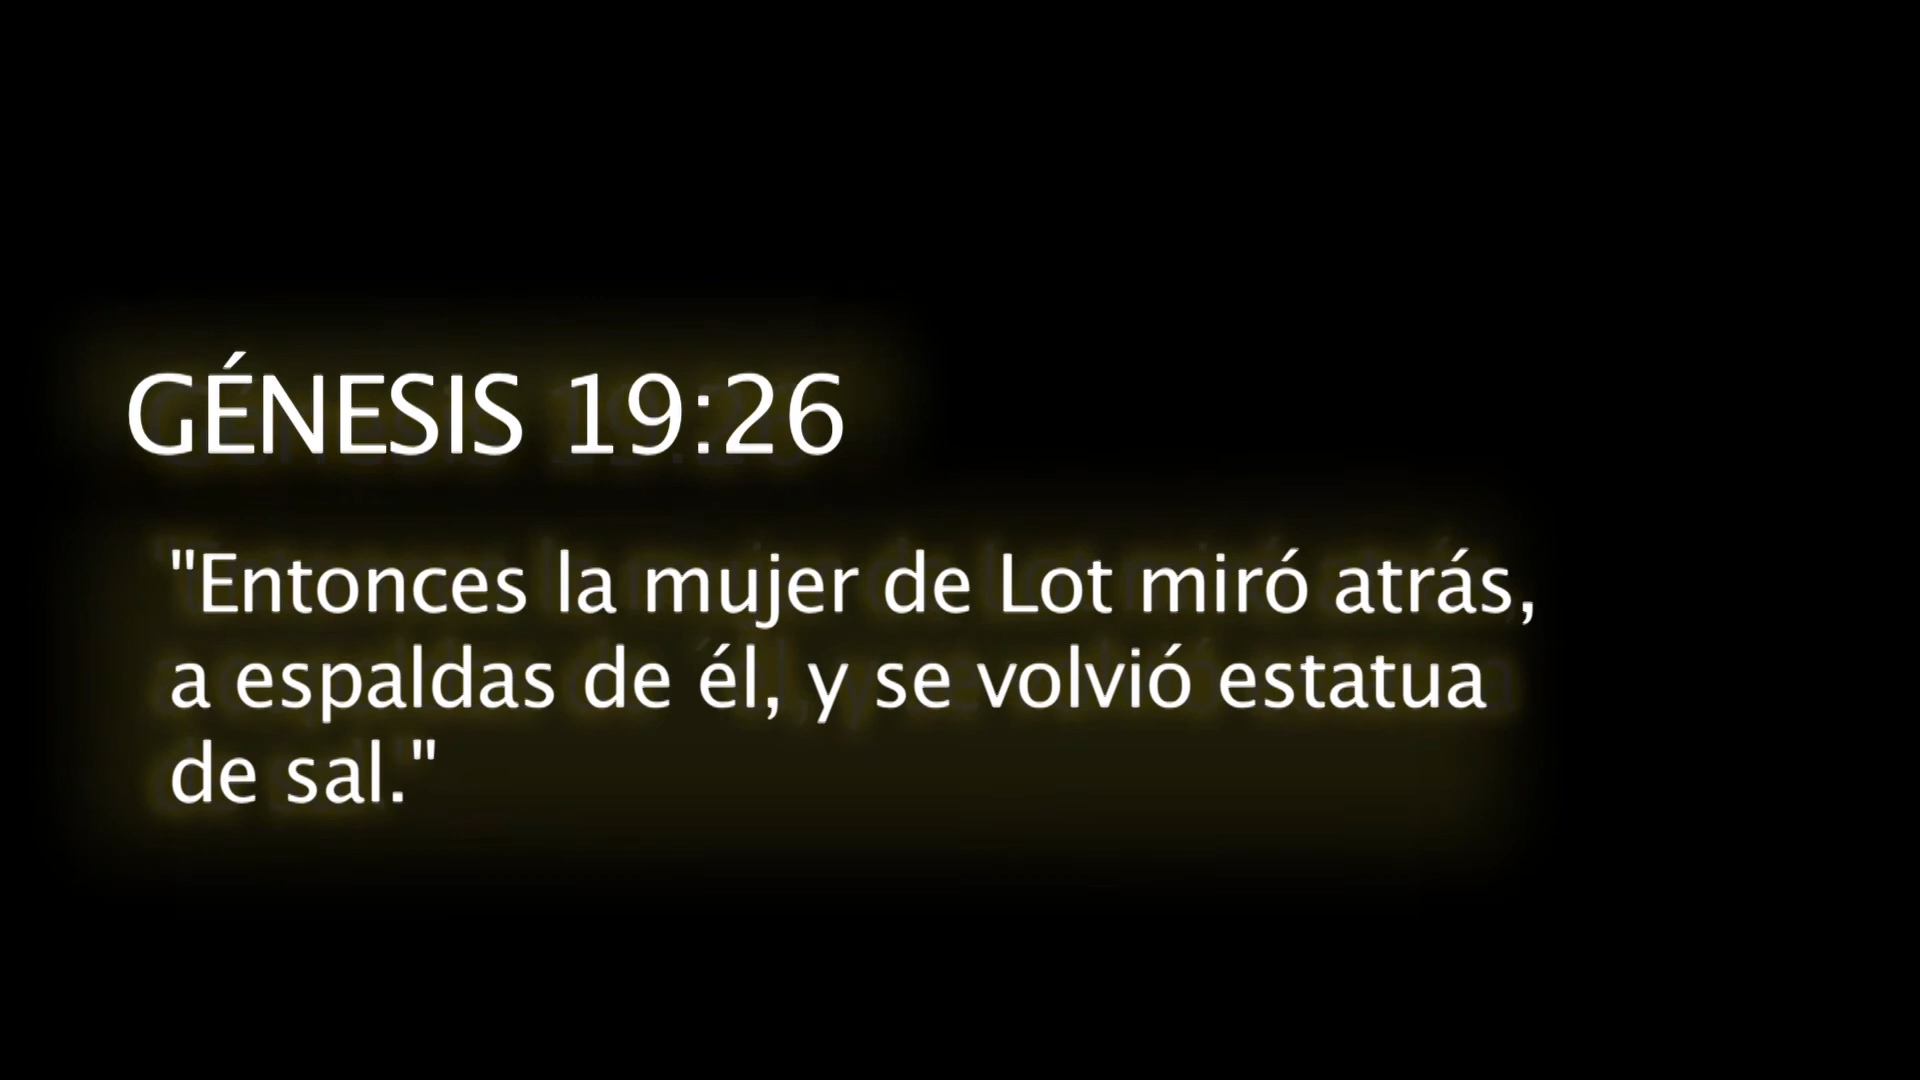 GÉNESIS 19:26
"Entonces la mujer de Lot miró atrás,
a espaldas de él, y se volvió estatua
de sal."